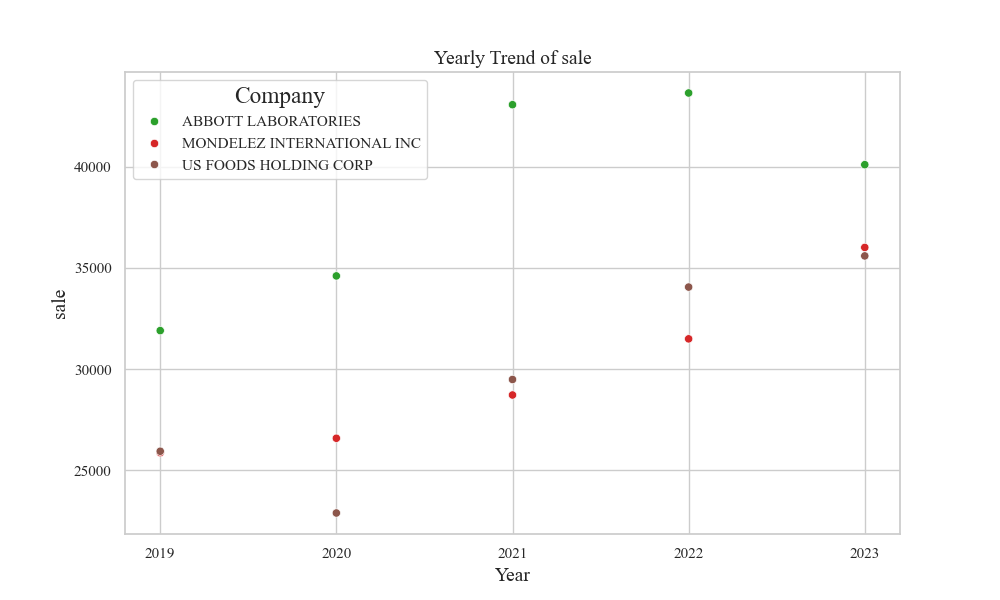 Yearly Trend of sale
Company
ABBOTT LABORATORIES
MONDELEZ INTERNATIONAL INC
US FOODS HOLDING CORP
40000
35000
30000
25000
sale
2019 2020 2021 2022 2023
Year